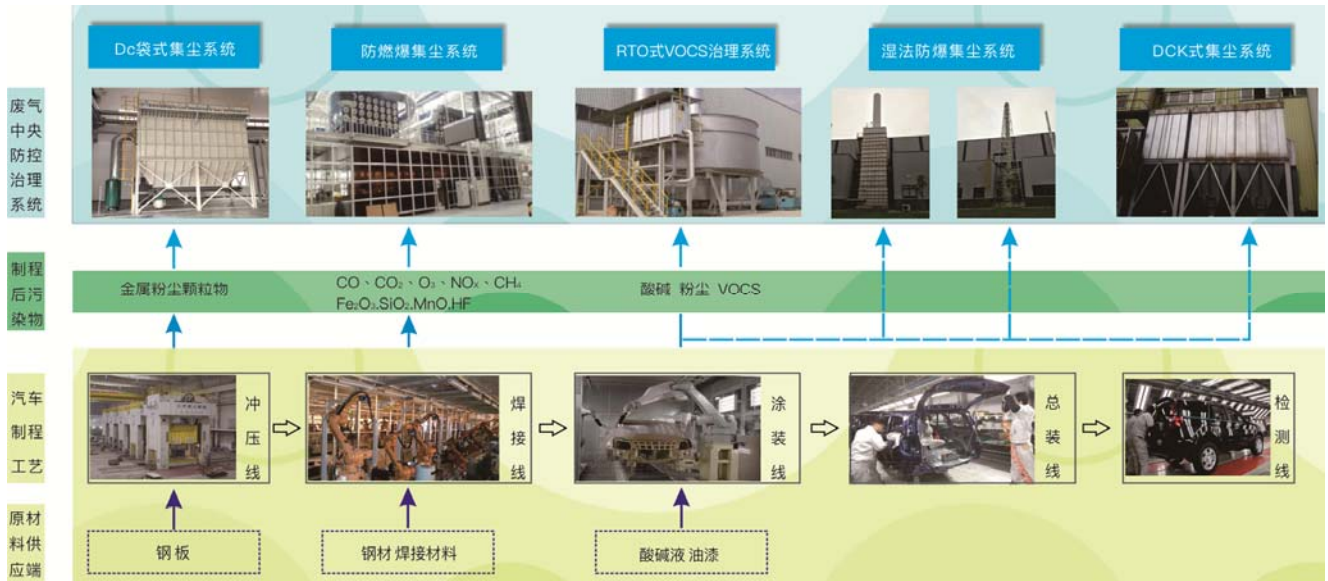 Dc袋式集尘系统
防燃爆集尘系统
RTO式VOCS治理系统
湿法防爆集尘系统
DCK式集尘系统
废气
中央
防控
治理
系统
制程
后污
染物
金属粉尘颗粒物
CO、CO₂、O₃、NOₓ、CH₄
Fe₂O₃.SiO₂.MnO.HF
酸碱 粉尘 VOCS
汽车
制程
工艺
冲压线
焊接线
涂装线
总装线
检测线
原材
料供
应端
钢板
钢材 焊接材料
酸碱液 油漆